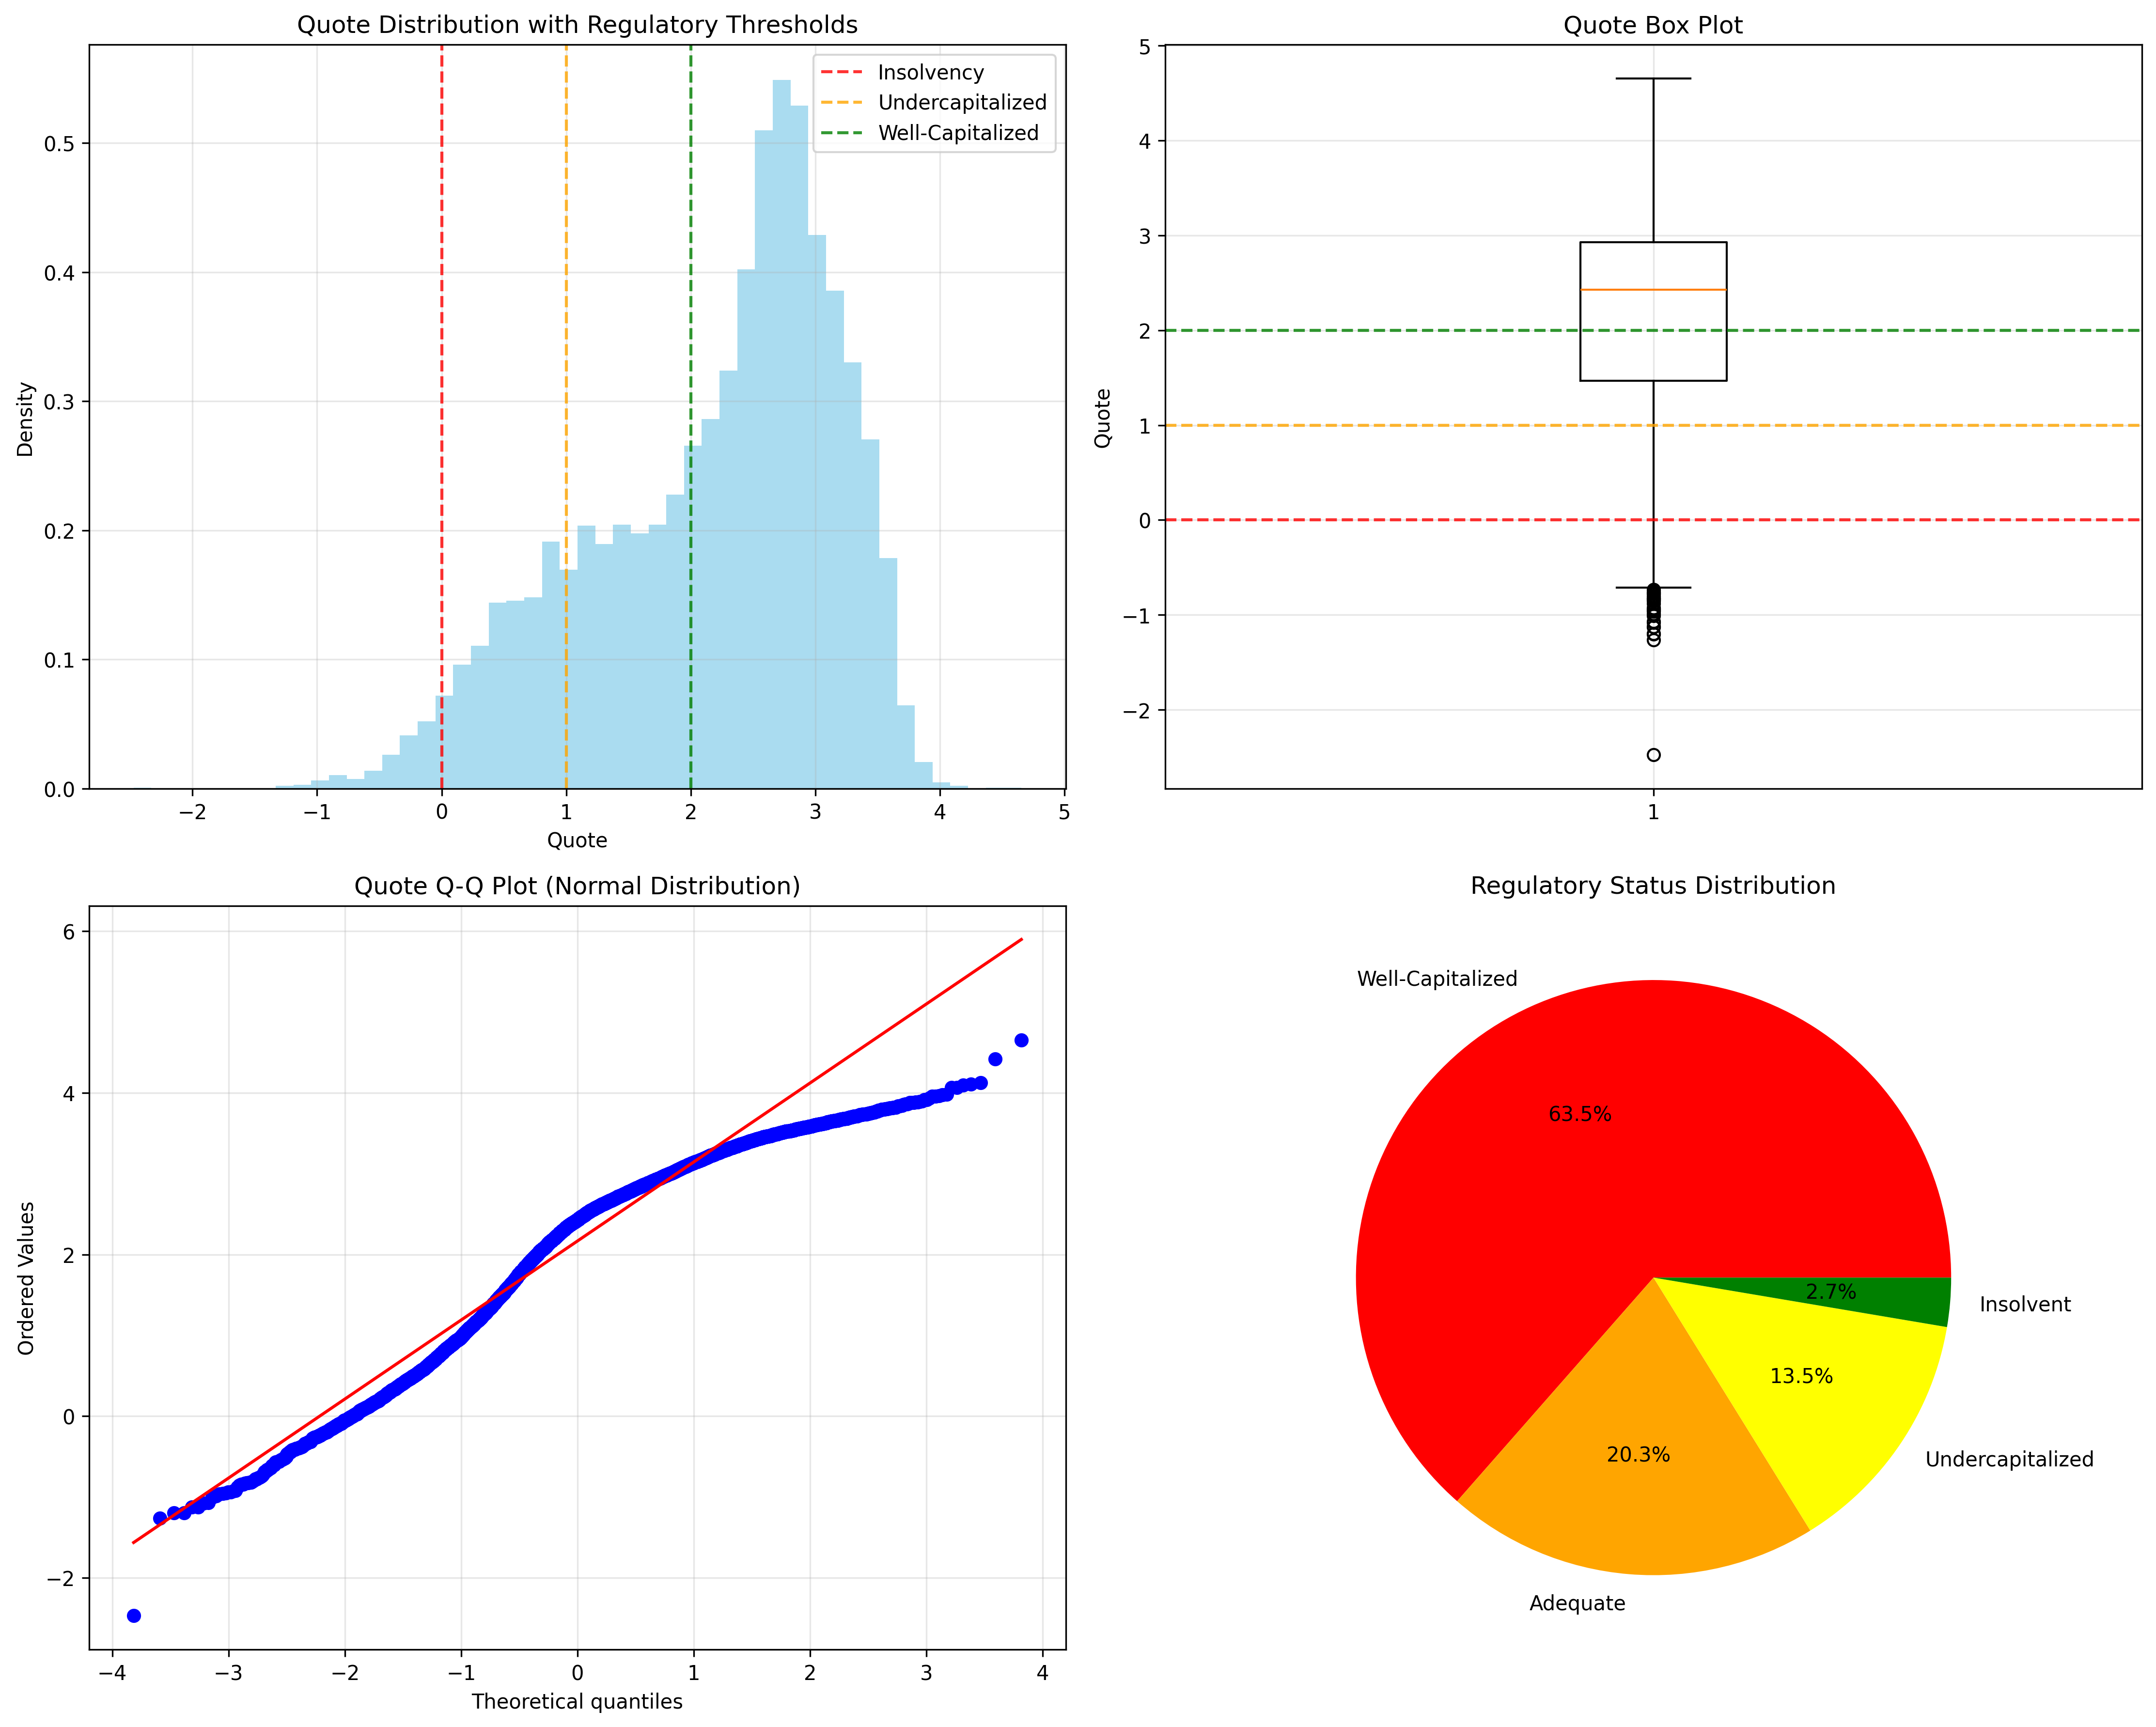 Quote Distribution with Regulatory Thresholds
Insolvency
Undercapitalized
Well-Capitalized
Density
0.5
0.4
0.3
0.2
0.1
0.0
−2 −1 0 1 2 3 4 5
Quote
Quote Box Plot
Quote
5
4
3
2
1
0
−1
−2
1
Quote Q-Q Plot (Normal Distribution)
Ordered Values
6
4
2
0
−2
−4 −3 −2 −1 0 1 2 3 4
Theoretical quantiles
Regulatory Status Distribution
Well-Capitalized
63.5%
2.7%
Insolvent
13.5%
20.3%
Undercapitalized
Adequate